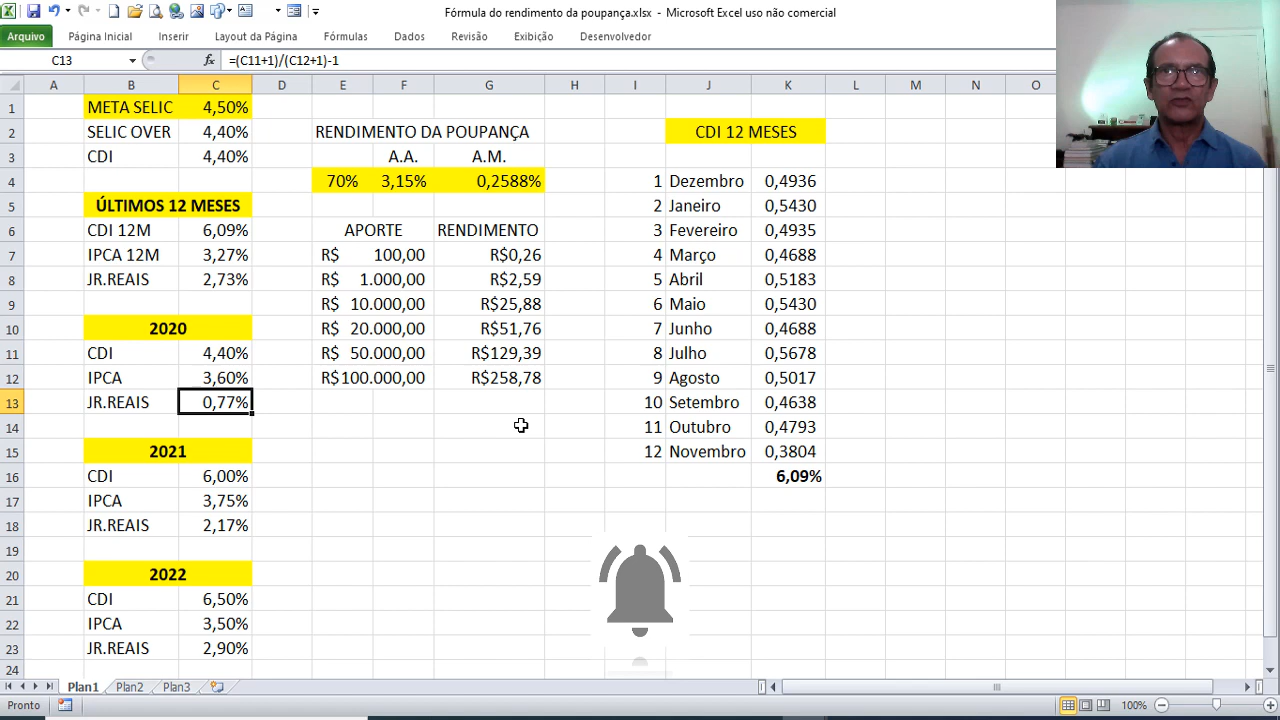 Fórmula do rendimento da poupança.xlsx - Microsoft Excel uso não comercial
Arquivo Página Inicial Inserir Layout da Página Fórmulas Dados Revisão Exibição Desenvolvedor
C13 fx =(C11+1)/(C12+1)-1
A B C D E F G H I J K L M N O
1 META SELIC 4,50%
2 SELIC OVER 4,40% RENDIMENTO DA POUPANÇA CDI 12 MESES
3 CDI 4,40% A.A. A.M.
4 70% 3,15% 0,2588% 1 Dezembro 0,4936
5 ÚLTIMOS 12 MESES 2 Janeiro 0,5430
6 CDI 12M 6,09% APORTE RENDIMENTO 3 Fevereiro 0,4935
7 IPCA 12M 3,27% R$ 100,00 R$0,26 4 Março 0,4688
8 JR.REAIS 2,73% R$ 1.000,00 R$2,59 5 Abril 0,5183
9 R$ 10.000,00 R$25,88 6 Maio 0,5430
10 2020 R$ 20.000,00 R$51,76 7 Junho 0,4688
11 CDI 4,40% R$ 50.000,00 R$129,39 8 Julho 0,5678
12 IPCA 3,60% R$100.000,00 R$258,78 9 Agosto 0,5017
13 JR.REAIS 0,77% 10 Setembro 0,4638
14 11 Outubro 0,4793
15 2021 12 Novembro 0,3804
16 CDI 6,00% 6,09%
17 IPCA 3,75%
18 JR.REAIS 2,17%
19
20 2022
21 CDI 6,50%
22 IPCA 3,50%
23 JR.REAIS 2,90%
24
Plan1 Plan2 Plan3
Pronto 100%